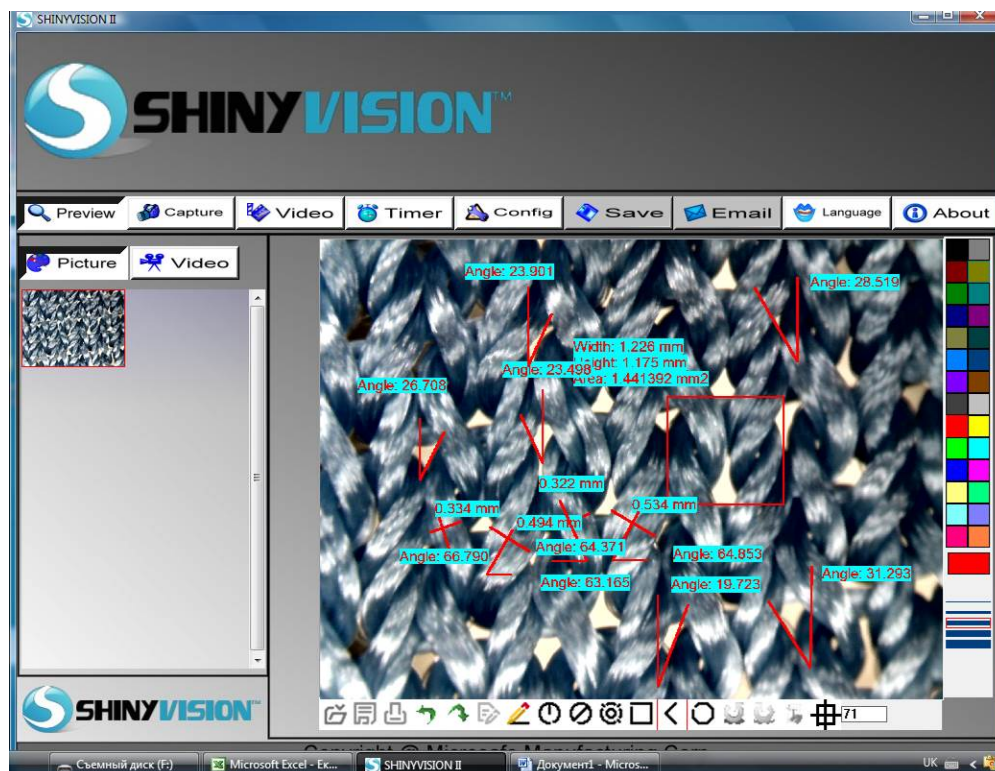 SHINYVISION II
SHINYVISION™
Preview
Capture
Video
Timer
Config
Save
Email
Language
About
Picture
Video
Angle: 23.901
Angle: 28.519
Width: 1.226 mm
Height: 1.175 mm
Angle: 23.498
Area: 1.441392 mm2
Angle: 26.708
0.322 mm
0.334 mm
0.534 mm
0.494 mm
Angle: 66.790
Angle: 64.371
Angle: 64.853
Angle: 63.165
Angle: 19.723
Angle: 31.293
SHINYVISION
71
Съемный диск (F:)
Microsoft Excel - Ек...
SHINYVISION II
Документ1 - Micros...
UK